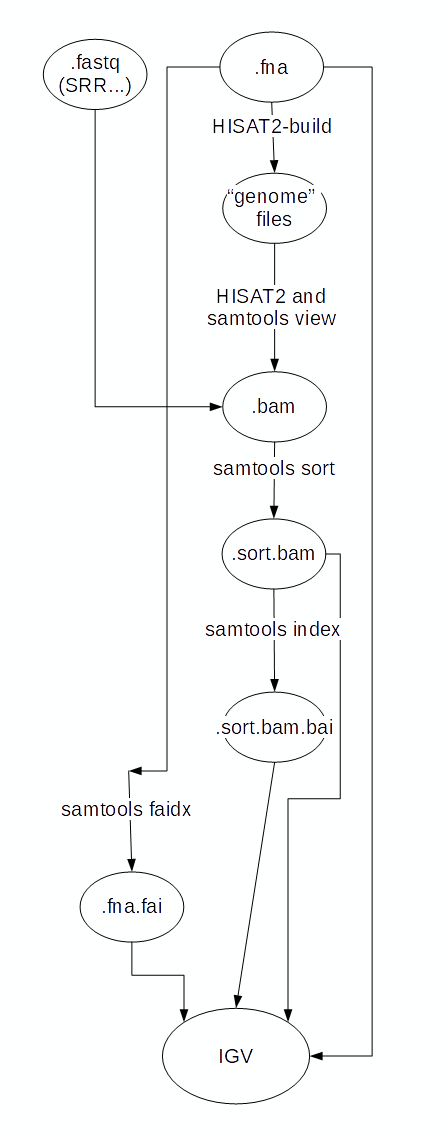 .fastq
(SRR...)
.fna
HISAT2-build
“genome”
files
HISAT2 and
samtools view
.bam
samtools sort
.sort.bam
samtools index
.sort.bam.bai
samtools faidx
.fna.fai
IGV